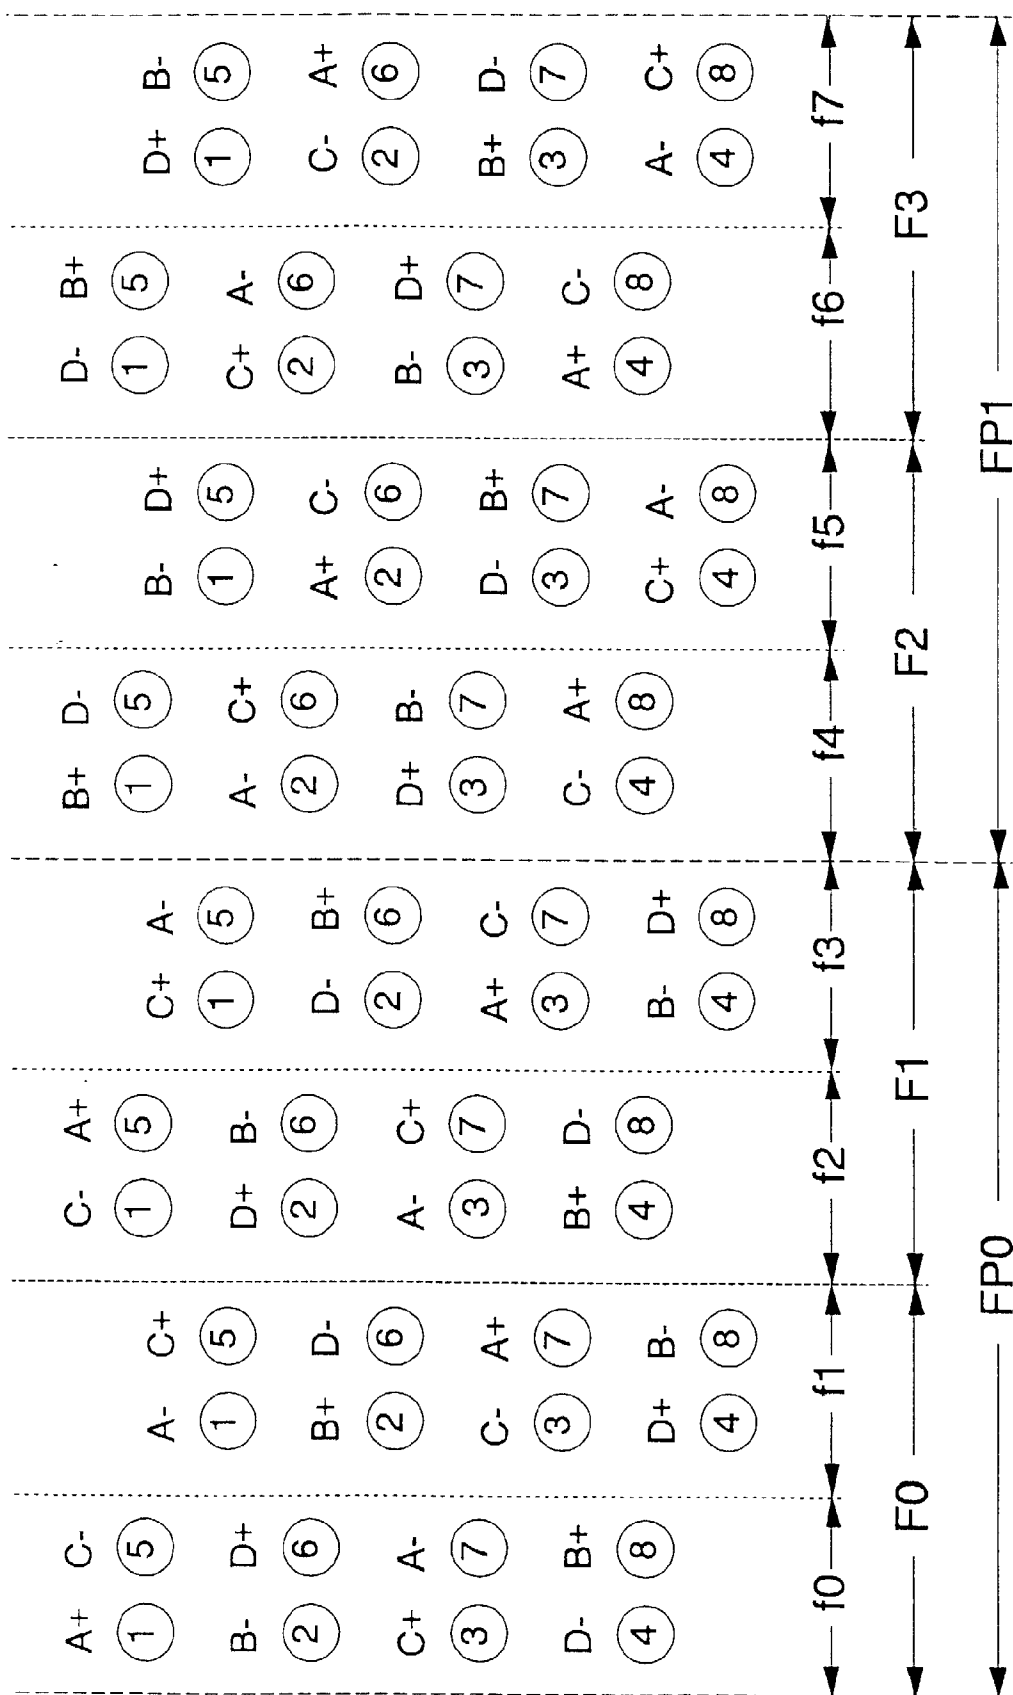 A+ C- C- A+ B+ D- D- B+
1 5 1 5 1 5 1 5
A- C+ C+ A- B- D+ D+ B-
1 5 1 5 1 5 1 5
B- D+ D+ B- A- C+ C+ A-
2 6 2 6 2 6 2 6
B+ D- D- B+ A+ C- C- A+
2 6 2 6 2 6 2 6
C+ A- A- C+ D+ B- B- D+
3 7 3 7 3 7 3 7
C- A+ A+ C- D- B+ B+ D-
3 7 3 7 3 7 3 7
D- B+ B+ D- C- A+ A+ C-
4 8 4 8 4 8 4 8
D+ B- B- D+ C+ A- A- C+
4 8 4 8 4 8 4 8
f0 f1 f2 f3 f4 f5 f6 f7
F0 F1 F2 F3
FP0 FP1